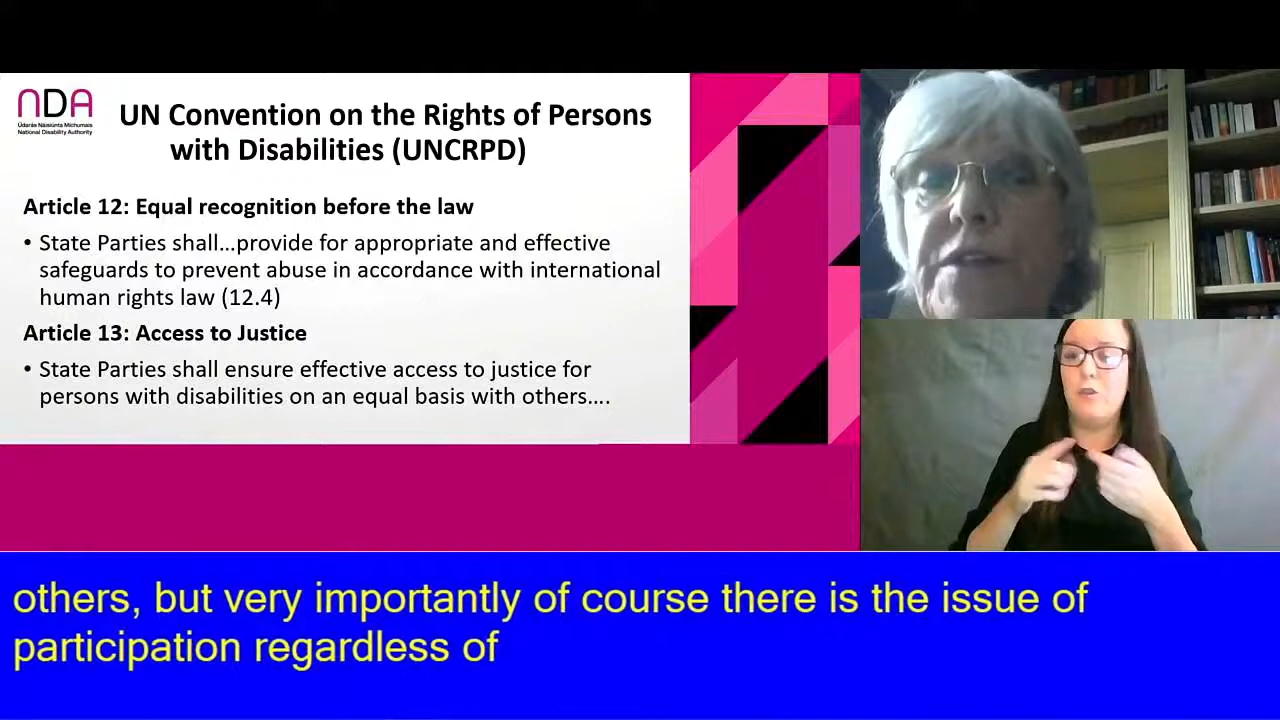 NDA
Údarás Náisiúnta Míchumais
National Disability Authority
UN Convention on the Rights of Persons
with Disabilities (UNCRPD)
Article 12: Equal recognition before the law
• State Parties shall...provide for appropriate and effective
safeguards to prevent abuse in accordance with international
human rights law (12.4)
Article 13: Access to Justice
• State Parties shall ensure effective access to justice for
persons with disabilities on an equal basis with others....
others, but very importantly of course there is the issue of
participation regardless of